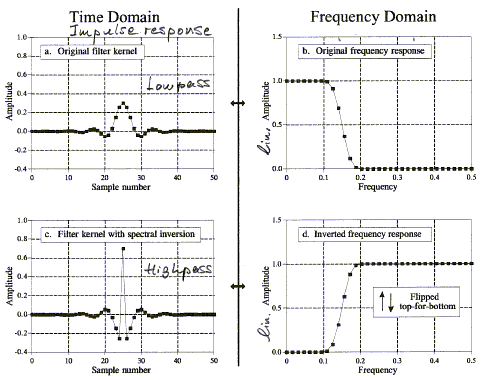 Time Domain
Frequency Domain
Impulse response
1.0
0.8
0.6
0.4
0.2
0.0
-0.2
-0.4
Amplitude
a. Original filter kernel
Lowpass
0 10 20 30 40 50
Sample number
1.5
1.0
0.5
0.0
Amplitude
lin.
b. Original frequency response
0 0.1 0.2 0.3 0.4 0.5
Frequency
1.0
0.8
0.6
0.4
0.2
0.0
-0.2
-0.4
Amplitude
c. Filter kernel with spectral inversion
Highpass
0 10 20 30 40 50
Sample number
1.5
1.0
0.5
0.0
Amplitude
lin.
d. Inverted frequency response
Flipped
top-for-bottom
0 0.1 0.2 0.3 0.4 0.5
Frequency